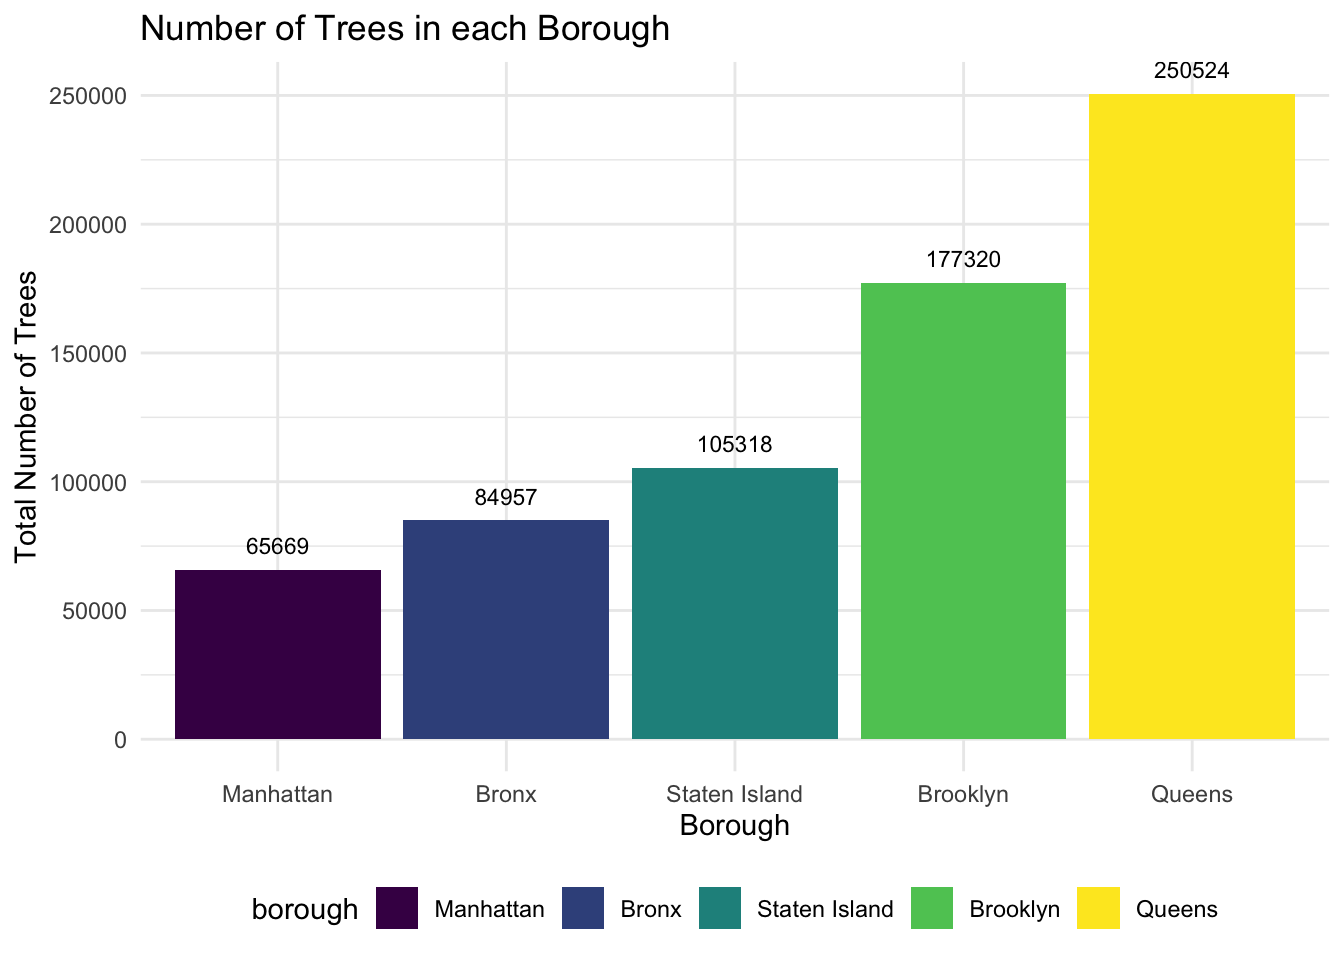 Number of Trees in each Borough
250524
250000
200000
177320
150000
Total Number of Trees
105318
100000
84957
65669
50000
0
Manhattan Bronx Staten Island Brooklyn Queens
Borough
borough Manhattan Bronx Staten Island Brooklyn Queens